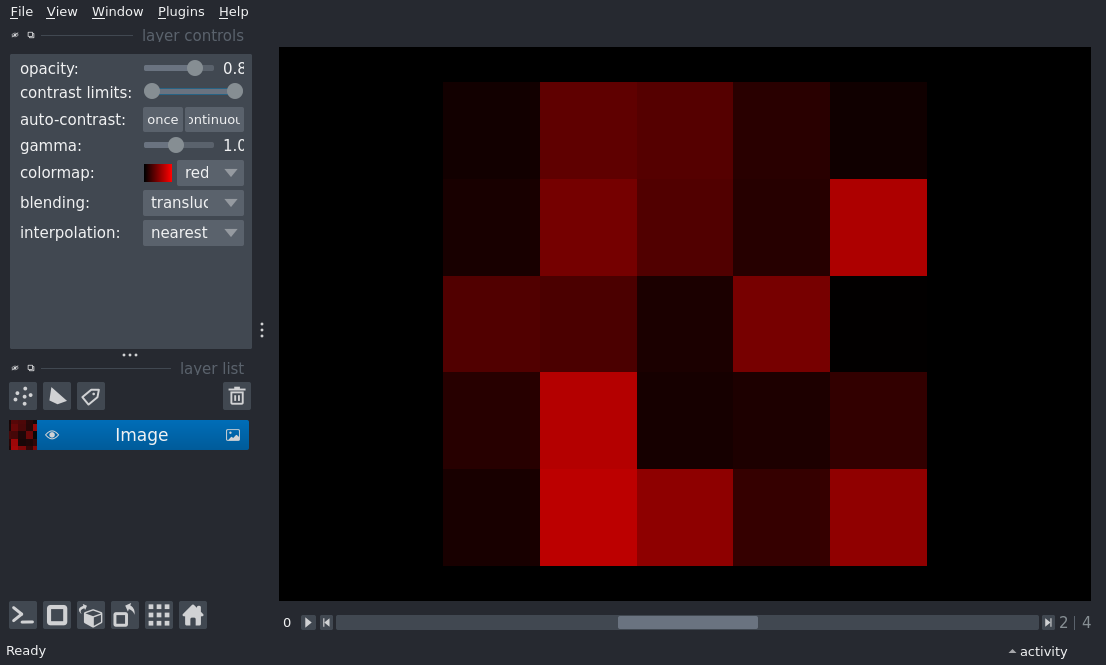 File View Window Plugins Help
layer controls
opacity: 0.8
contrast limits:
auto-contrast: once ontinuou
gamma: 1.0
colormap: red
blending: transluc
interpolation: nearest
layer list
Image
0 2 | 4
Ready activity